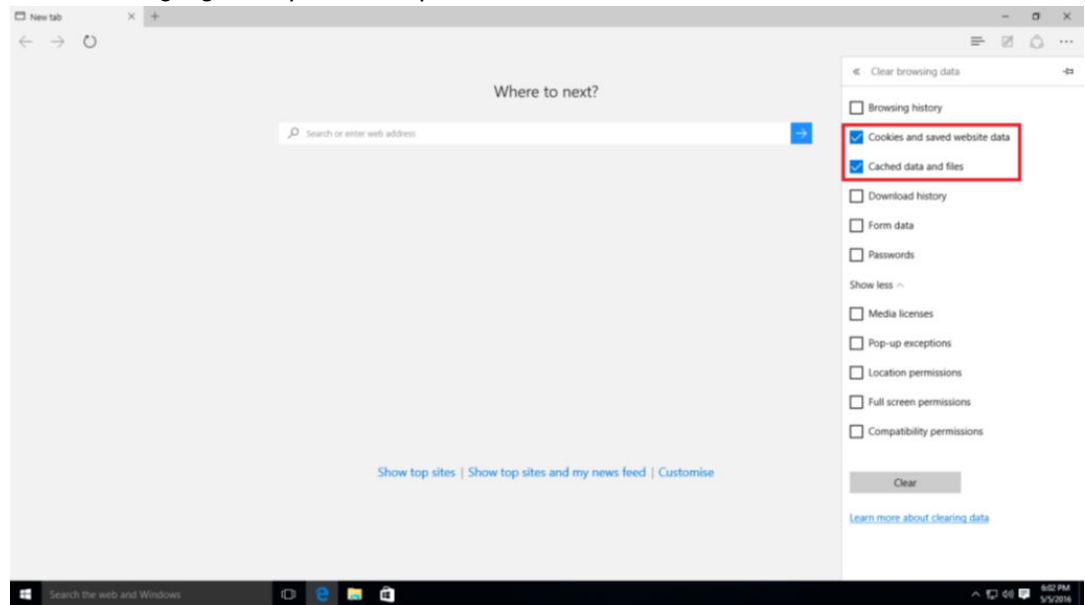 New tab
Clear browsing data
Where to next?
Browsing history
Search or enter web address
Cookies and saved website data
Cached data and files
Download history
Form data
Passwords
Show less
Media licenses
Pop-up exceptions
Location permissions
Full screen permissions
Compatibility permissions
Show top sites | Show top sites and my news feed | Customise
Clear
Learn more about clearing data
Search the web and Windows
6:02 PM
5/5/2016